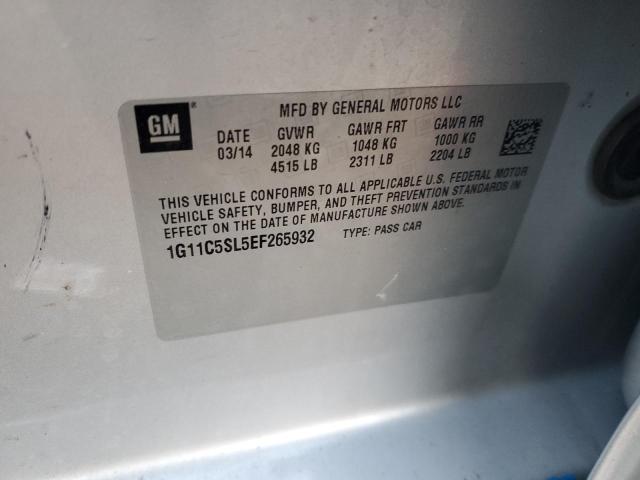 GM
MFD BY GENERAL MOTORS LLC
DATE GVWR GAWR FRT GAWR RR
03/14 2048 KG 1048 KG 1000 KG
4515 LB 2311 LB 2204 LB
THIS VEHICLE CONFORMS TO ALL APPLICABLE U.S. FEDERAL MOTOR
VEHICLE SAFETY, BUMPER, AND THEFT PREVENTION STANDARDS IN
EFFECT ON THE DATE OF MANUFACTURE SHOWN ABOVE.
1G11C5SL5EF265932 TYPE: PASS CAR